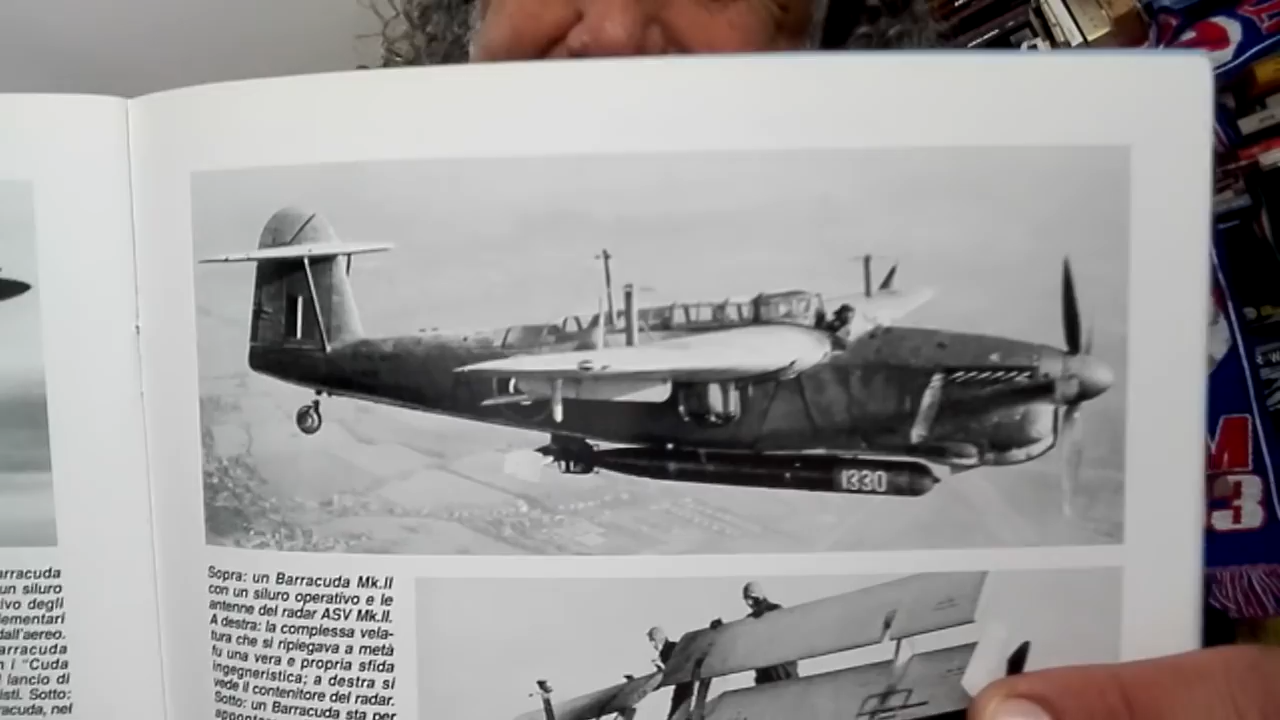 1330
arracuda
un siluro
ivo degli
lementari
dall'aereo.
arracuda
n i "Cuda
l lancio di
isti. Sotto:
racuda, nel
Sopra: un Barracuda Mk.II
con un siluro operativo e le
antenne del radar ASV Mk.II.
A destra: la complessa vela-
tura che si ripiegava a metà
fu una vera e propria sfida
ingegneristica; a destra si
vede il contenitore del radar.
Sotto: un Barracuda sta per
M
3